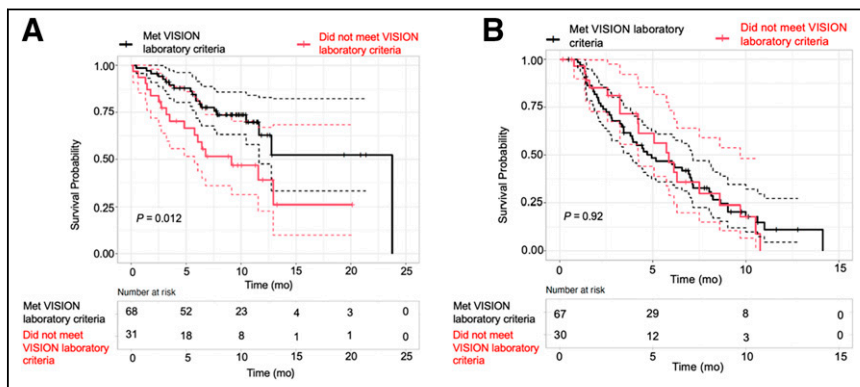 A
Met VISION laboratory criteria
Did not meet VISION laboratory criteria
1.00
0.75
0.50
0.25
0.00
Survival Probability
P = 0.012
0 5 10 15 20 25
Time (mo)
Number at risk
Met VISION laboratory criteria
68 52 23 4 3 0
Did not meet VISION laboratory criteria
31 18 8 1 1 0
0 5 10 15 20 25
Time (mo)
B
Met VISION laboratory criteria
Did not meet VISION laboratory criteria
1.00
0.75
0.50
0.25
0.00
Survival Probability
P = 0.92
0 5 10 15
Time (mo)
Number at risk
Met VISION laboratory criteria
67 29 8 0
Did not meet VISION laboratory criteria
30 12 3 0
0 5 10 15
Time (mo)